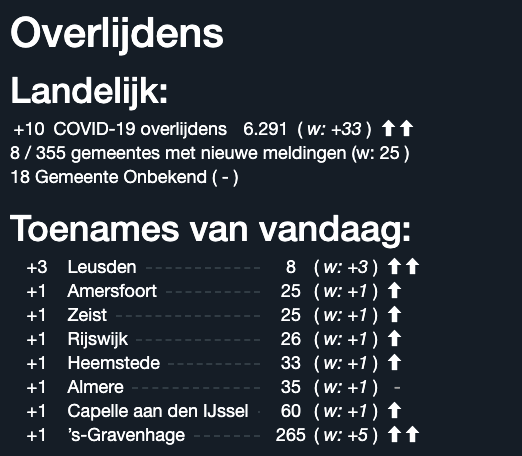 Overlijdens
Landelijk:
+10 COVID-19 overlijdens 6.291 ( w: +33 ) ⬆⬆
8 / 355 gemeentes met nieuwe meldingen (w: 25 )
18 Gemeente Onbekend ( - )
Toenames van vandaag:
+3 Leusden ------------ 8 ( w: +3 ) ⬆⬆
+1 Amersfoort ---------- 25 ( w: +1 ) ⬆
+1 Zeist --------------- 25 ( w: +1 ) ⬆
+1 Rijswijk ------------- 26 ( w: +1 ) ⬆
+1 Heemstede ---------- 33 ( w: +1 ) ⬆
+1 Almere ------------- 35 ( w: +1 ) -
+1 Capelle aan den IJssel - 60 ( w: +1 ) ⬆
+1 ’s-Gravenhage ------- 265 ( w: +5 ) ⬆⬆